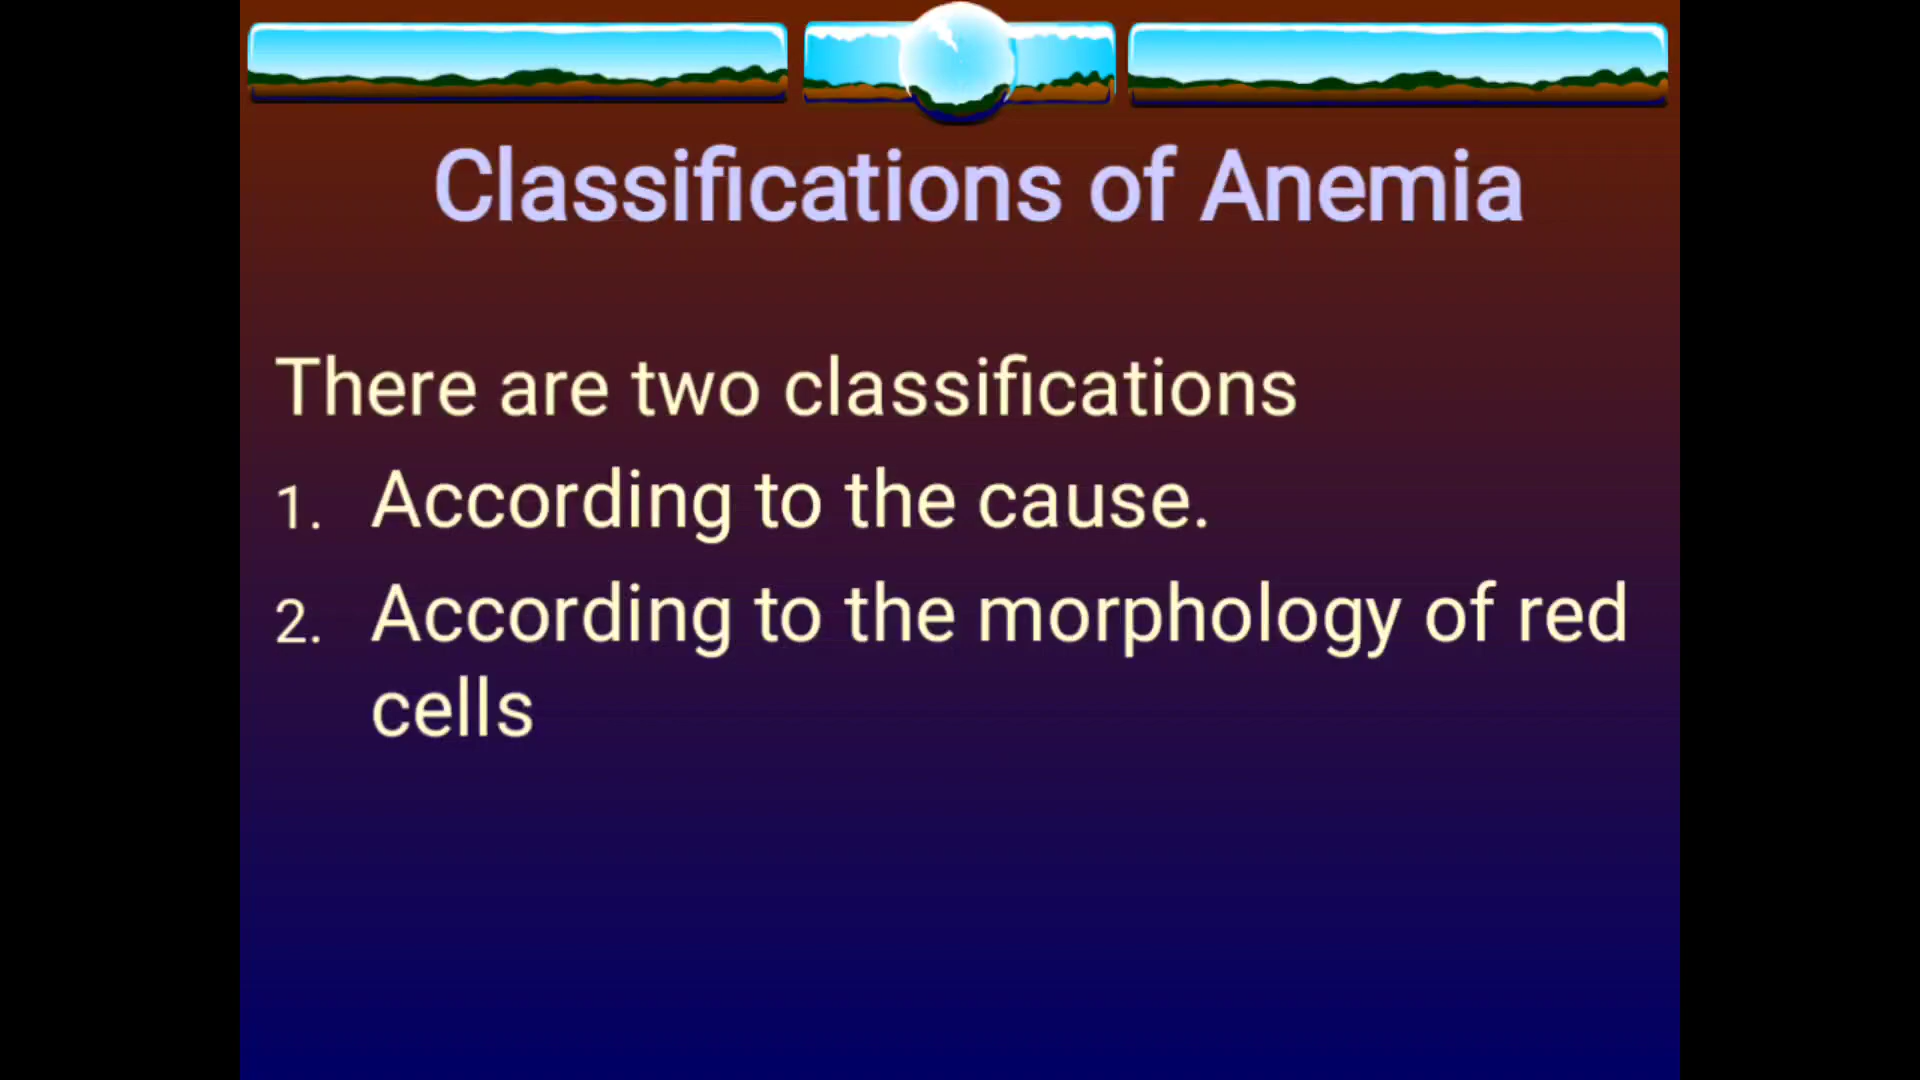 Classifications of Anemia
There are two classifications
1. According to the cause.
2. According to the morphology of red
cells